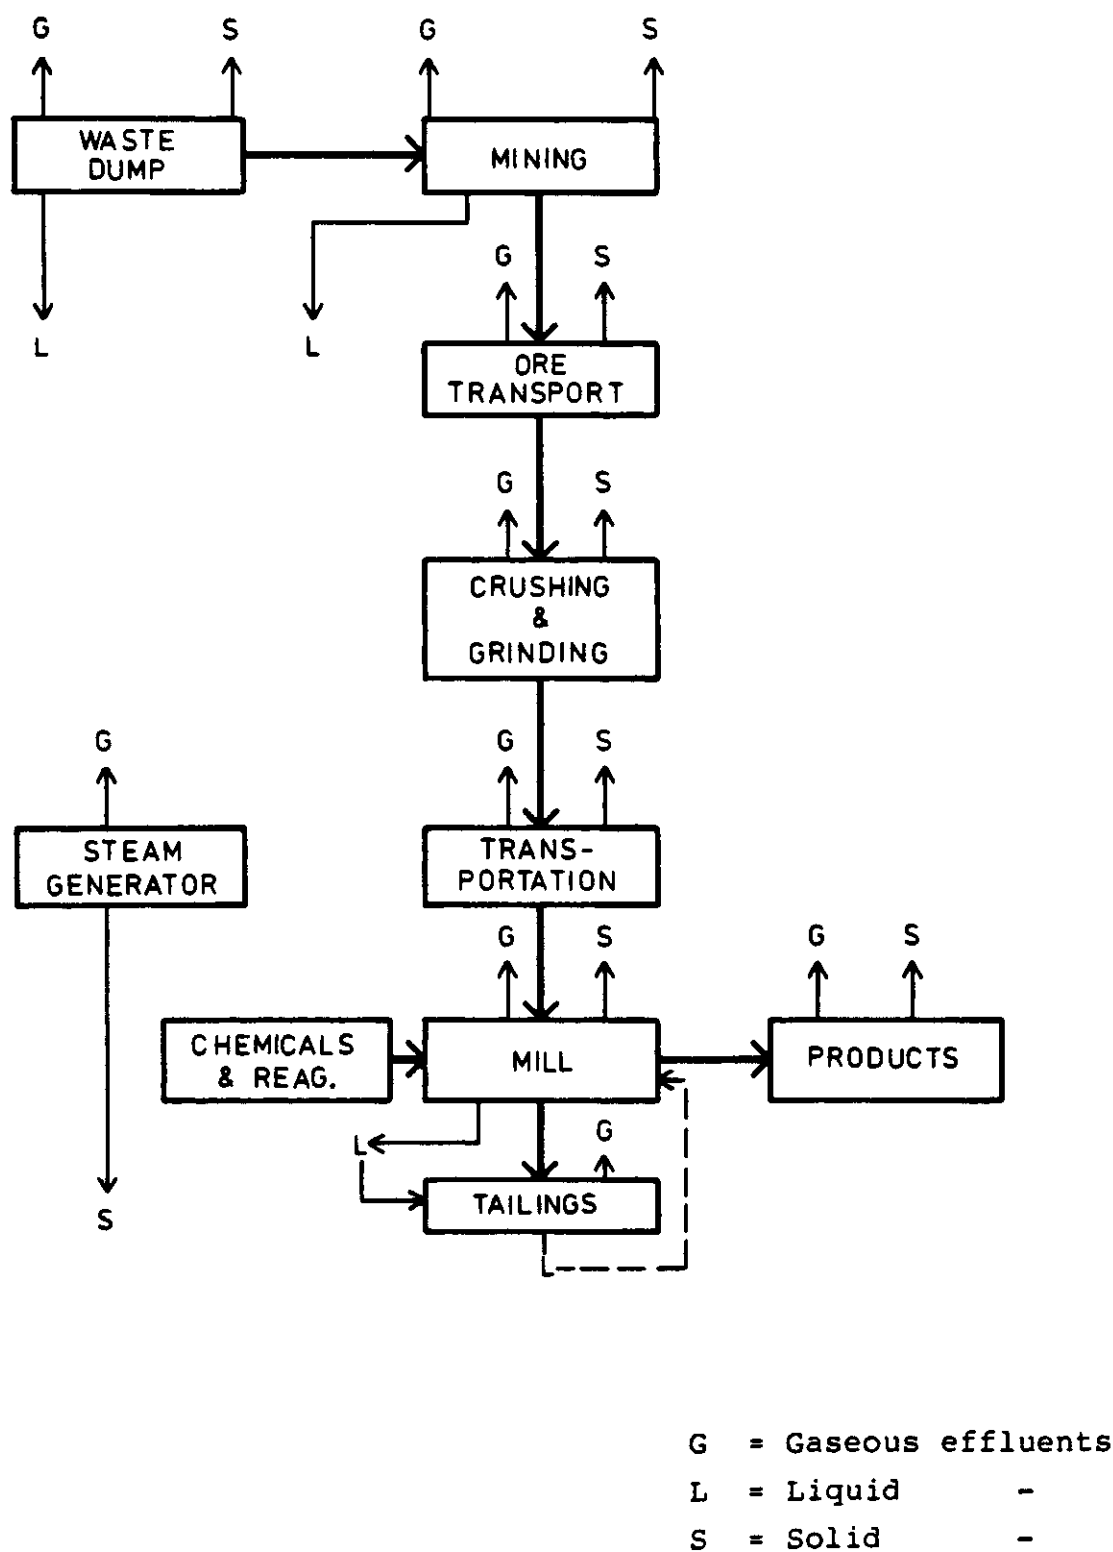 G S G S
WASTE
DUMP
MINING
L L
G S
ORE
TRANSPORT
G S
CRUSHING
&
GRINDING
G G S
STEAM
GENERATOR
TRANS-
PORTATION
G S G S
CHEMICALS
& REAG.
MILL
PRODUCTS
L G
TAILINGS
S
L
G = Gaseous effluents
L = Liquid -
S = Solid -